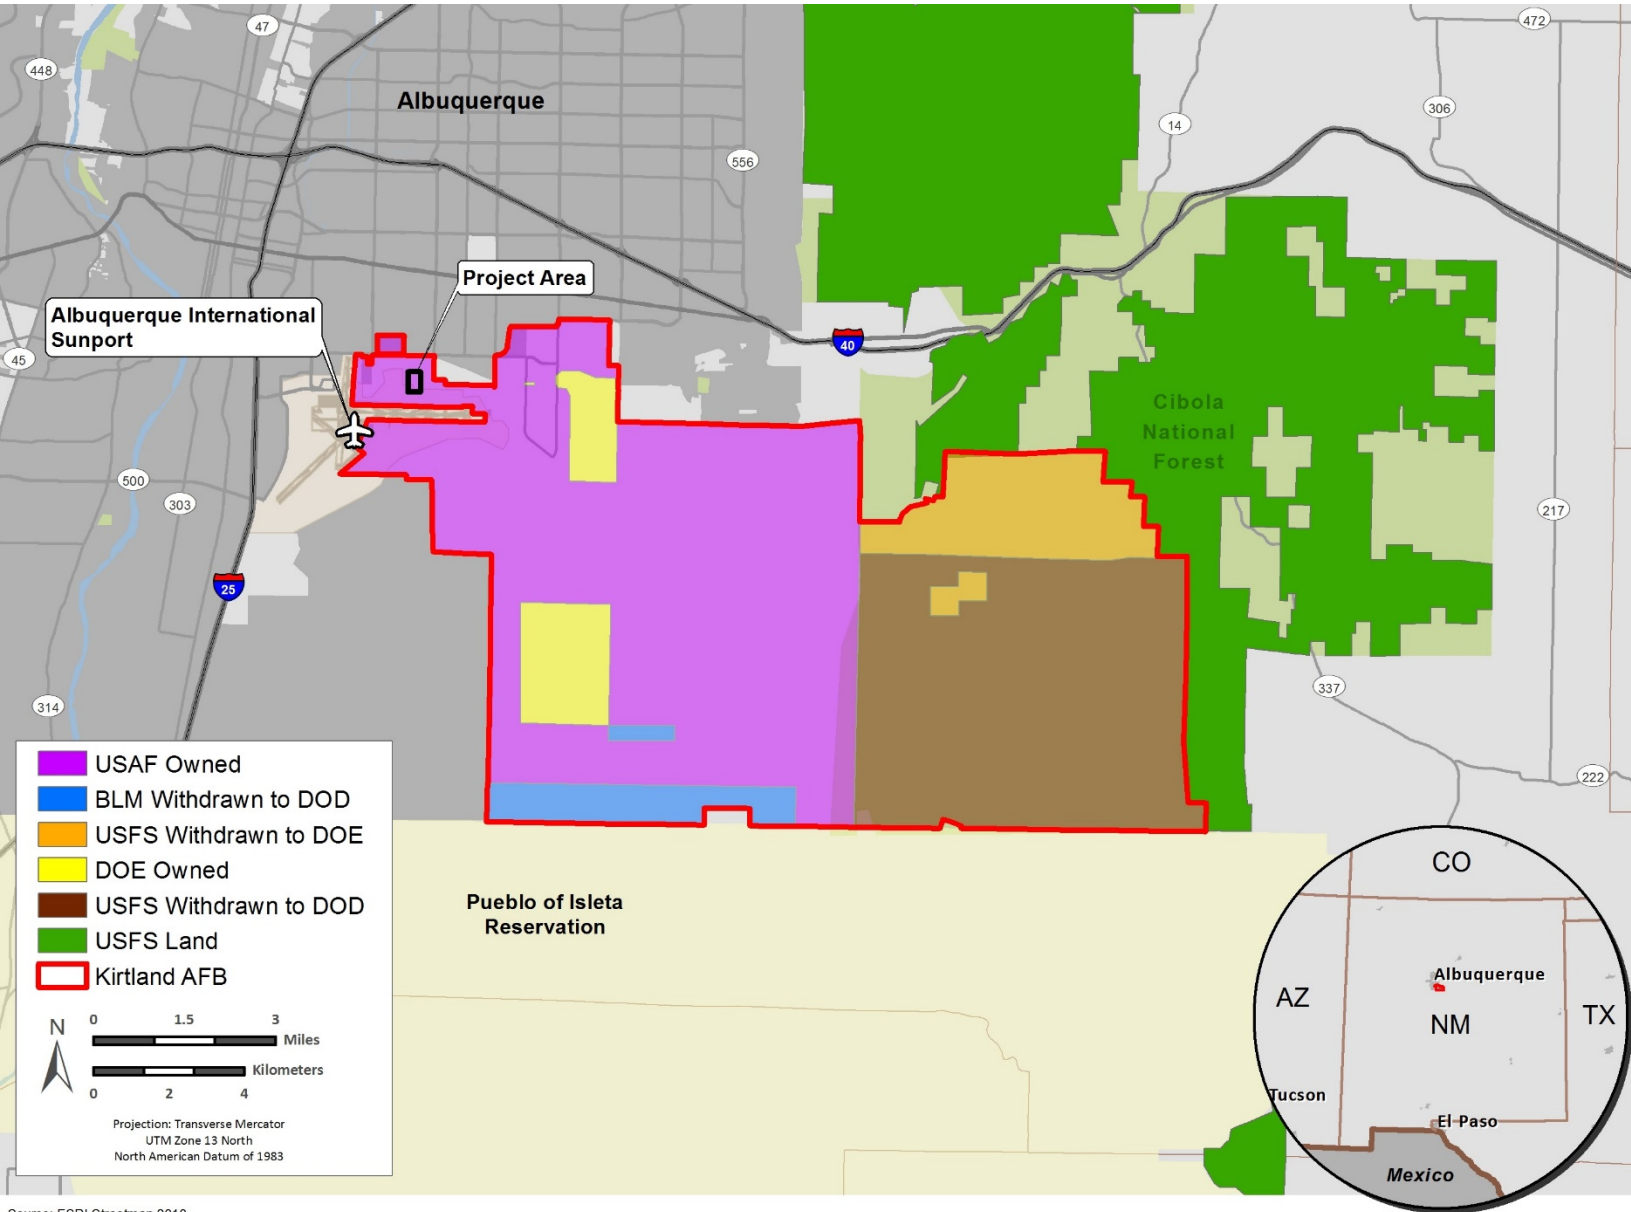 47
472
448
Albuquerque
306
14
556
Project Area
Albuquerque International
Sunport
45
40
Cibola
National
Forest
500
303
217
25
337
314
222
USAF Owned
BLM Withdrawn to DOD
USFS Withdrawn to DOE
DOE Owned
USFS Withdrawn to DOD
USFS Land
Kirtland AFB
N
0 1.5 3
Miles
Kilometers
0 2 4
Projection: Transverse Mercator
UTM Zone 13 North
North American Datum of 1983
Pueblo of Isleta
Reservation
CO
Albuquerque
AZ
NM
TX
Tucson
El Paso
Mexico